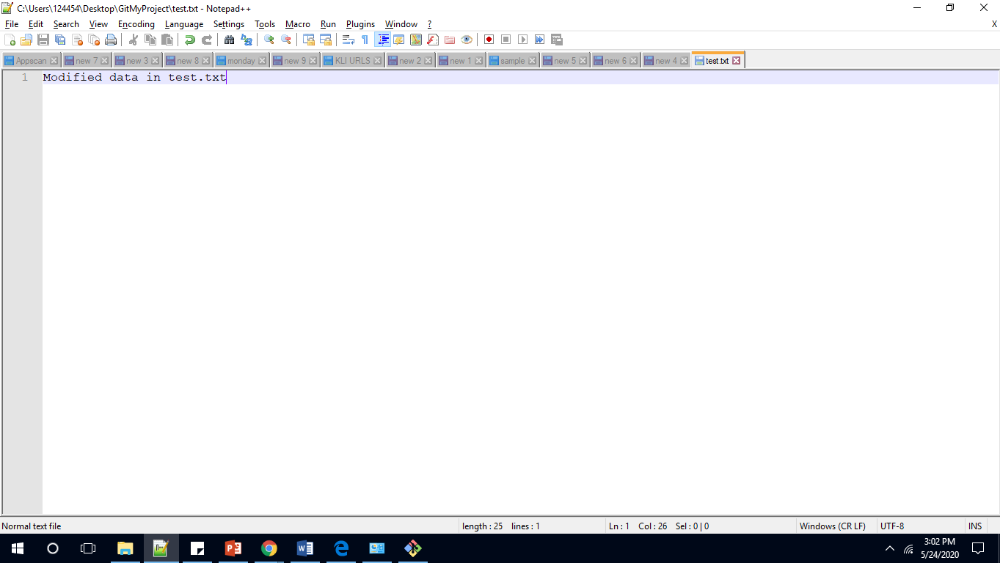 C:\Users\124454\Desktop\GitMyProject\test.txt - Notepad++
File Edit Search View Encoding Language Settings Tools Macro Run Plugins Window ? X
Appscan new 7 new 3 new 8 monday new 9 KLI URLS new 2 new 1 sample new 5 new 6 new 4 test.txt
1 Modified data in test.txt
Normal text file length : 25 lines : 1 Ln : 1 Col : 26 Sel : 0 | 0 Windows (CR LF) UTF-8 INS
3:02 PM
5/24/2020